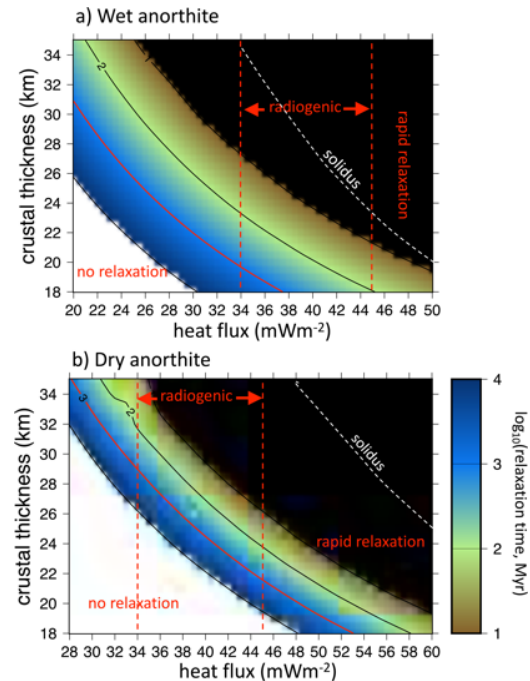 a) Wet anorthite
crustal thickness (km)
34
32
30
28
26
24
22
20
18
1
2
radiogenic
solidus
rapid relaxation
no relaxation
20 22 24 26 28 30 32 34 36 38 40 42 44 46 48 50
heat flux (mWm-2)
b) Dry anorthite
crustal thickness (km)
34
32
30
28
26
24
22
20
18
3
2
radiogenic
solidus
rapid relaxation
no relaxation
28 30 32 34 36 38 40 42 44 46 48 50 52 54 56 58 60
heat flux (mWm-2)
4
3
2
1
log10(relaxation time, Myr)